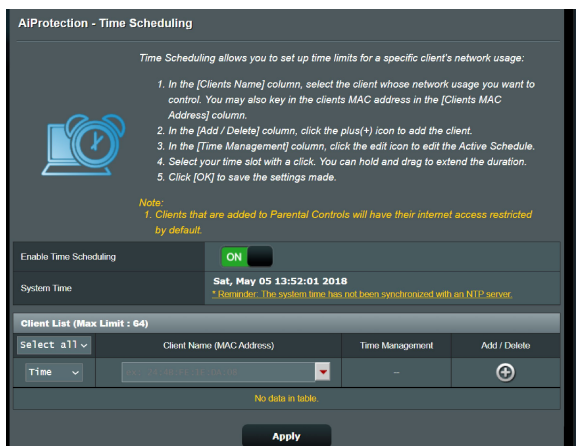 AiProtection - Time Scheduling
Time Scheduling allows you to set up time limits for a specific client's network usage:
1. In the [Clients Name] column, select the client whose network usage you want to
control. You may also key in the clients MAC address in the [Clients MAC
Address] column.
2. In the [Add / Delete] column, click the plus(+) icon to add the client.
3. In the [Time Management] column, click the edit icon to edit the Active Schedule.
4. Select your time slot with a click. You can hold and drag to extend the duration.
5. Click [OK] to save the settings made.
Note:
1. Clients that are added to Parental Controls will have their internet access restricted
by default.
Enable Time Scheduling ON
System Time Sat, May 05 13:52:01 2018
* Reminder: The system time has not been synchronized with an NTP server.
Client List (Max Limit : 64)
Select all Client Name (MAC Address) Time Management Add / Delete
Time --
No data in table.
Apply